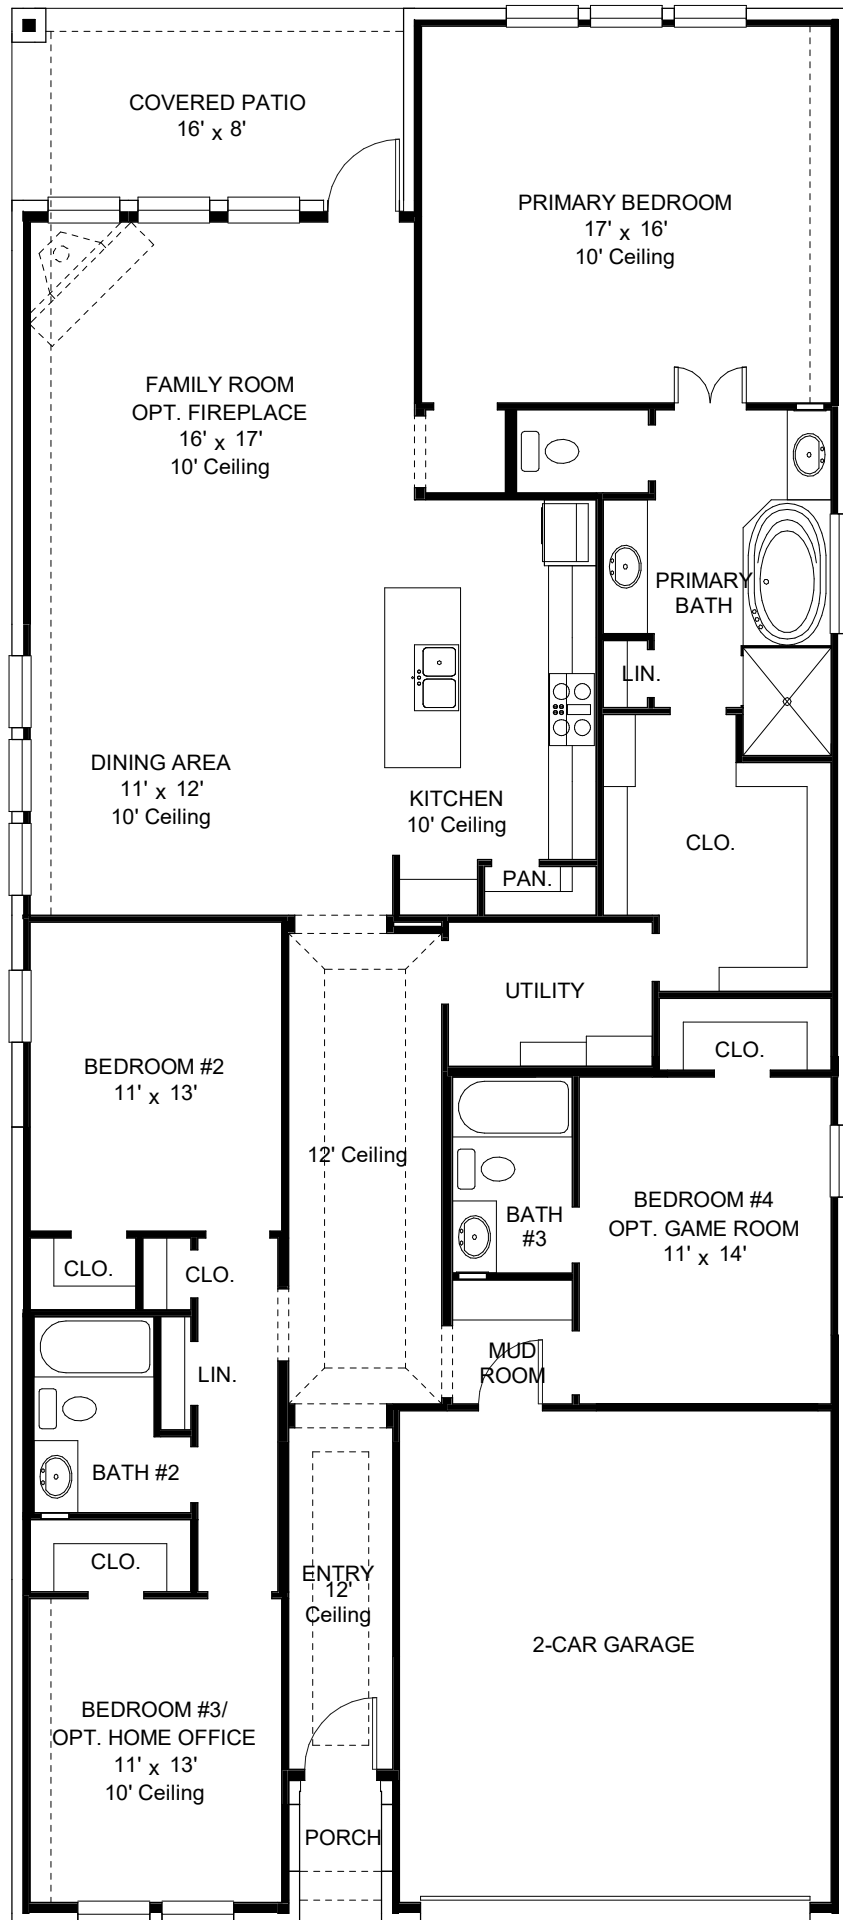 COVERED PATIO
16' x 8'
PRIMARY BEDROOM
17' x 16'
10' Ceiling
FAMILY ROOM
OPT. FIREPLACE
16' x 17'
10' Ceiling
PRIMARY
BATH
LIN.
DINING AREA
11' x 12'
10' Ceiling
KITCHEN
10' Ceiling
CLO.
PAN.
UTILITY
CLO.
BEDROOM #2
11' x 13'
12' Ceiling
BEDROOM #4
OPT. GAME ROOM
11' x 14'
BATH
#3
CLO.
CLO.
MUD
ROOM
LIN.
BATH #2
CLO.
ENTRY
12'
Ceiling
2-CAR GARAGE
BEDROOM #3/
OPT. HOME OFFICE
11' x 13'
10' Ceiling
PORCH